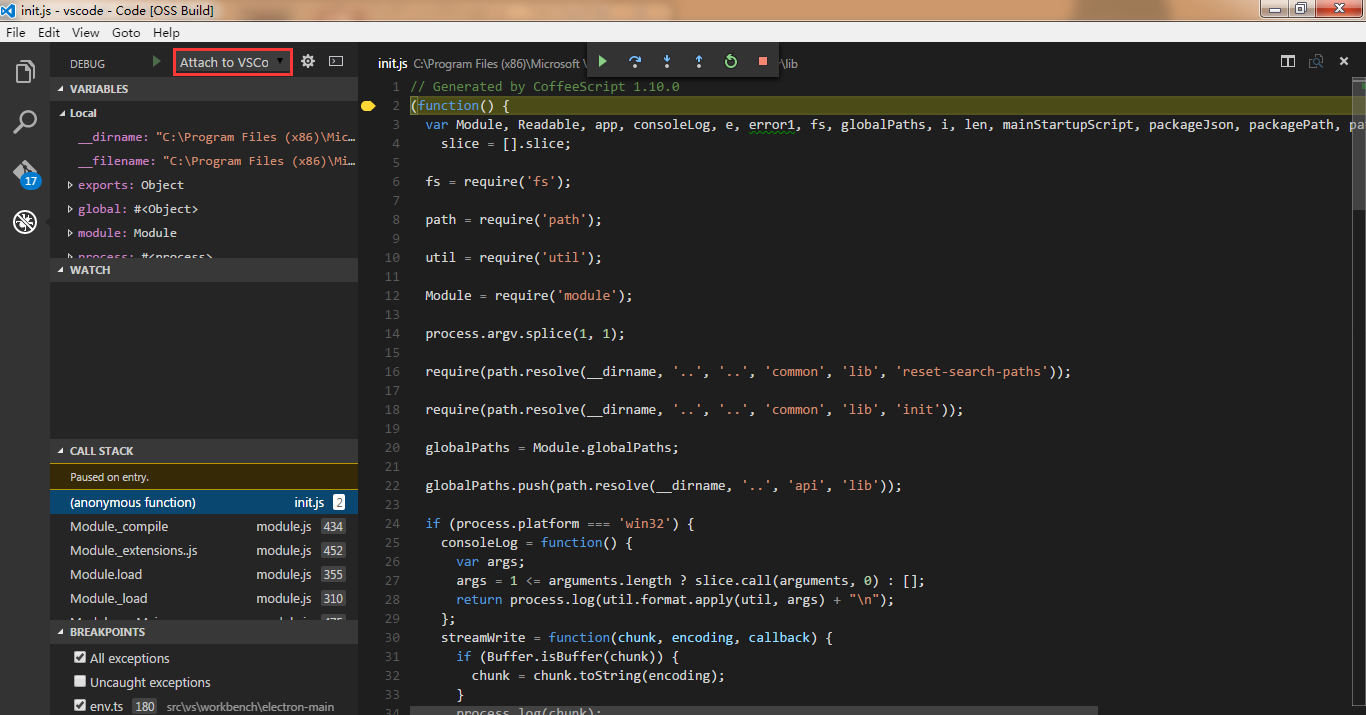 init.js - vscode - Code [OSS Build]
File Edit View Goto Help
DEBUG Attach to VSCo
VARIABLES
Local
__dirname: "C:\Program Files (x86)\Mic…
__filename: "C:\Program Files (x86)\Mi…
exports: Object
global: #<Object>
module: Module
process: #<process>
WATCH
17
CALL STACK
Paused on entry.
(anonymous function) init.js 2
Module._compile module.js 434
Module._extensions..js module.js 452
Module.load module.js 355
Module._load module.js 310
BREAKPOINTS
All exceptions
Uncaught exceptions
env.ts 180 src\vs\workbench\electron-main
init.js C:\Program Files (x86)\Microsoft \lib
1 // Generated by CoffeeScript 1.10.0
2 (function() {
3 var Module, Readable, app, consoleLog, e, error1, fs, globalPaths, i, len, mainStartupScript, packageJson, packagePath, pa
4 slice = [].slice;
5
6 fs = require('fs');
7
8 path = require('path');
9
10 util = require('util');
11
12 Module = require('module');
13
14 process.argv.splice(1, 1);
15
16 require(path.resolve(__dirname, '..', '..', 'common', 'lib', 'reset-search-paths'));
17
18 require(path.resolve(__dirname, '..', '..', 'common', 'lib', 'init'));
19
20 globalPaths = Module.globalPaths;
21
22 globalPaths.push(path.resolve(__dirname, '..', 'api', 'lib'));
23
24 if (process.platform === 'win32') {
25 consoleLog = function() {
26 var args;
27 args = 1 <= arguments.length ? slice.call(arguments, 0) : [];
28 return process.log(util.format.apply(util, args) + "\n");
29 };
30 streamWrite = function(chunk, encoding, callback) {
31 if (Buffer.isBuffer(chunk)) {
32 chunk = chunk.toString(encoding);
33 }
34 process.log(chunk);